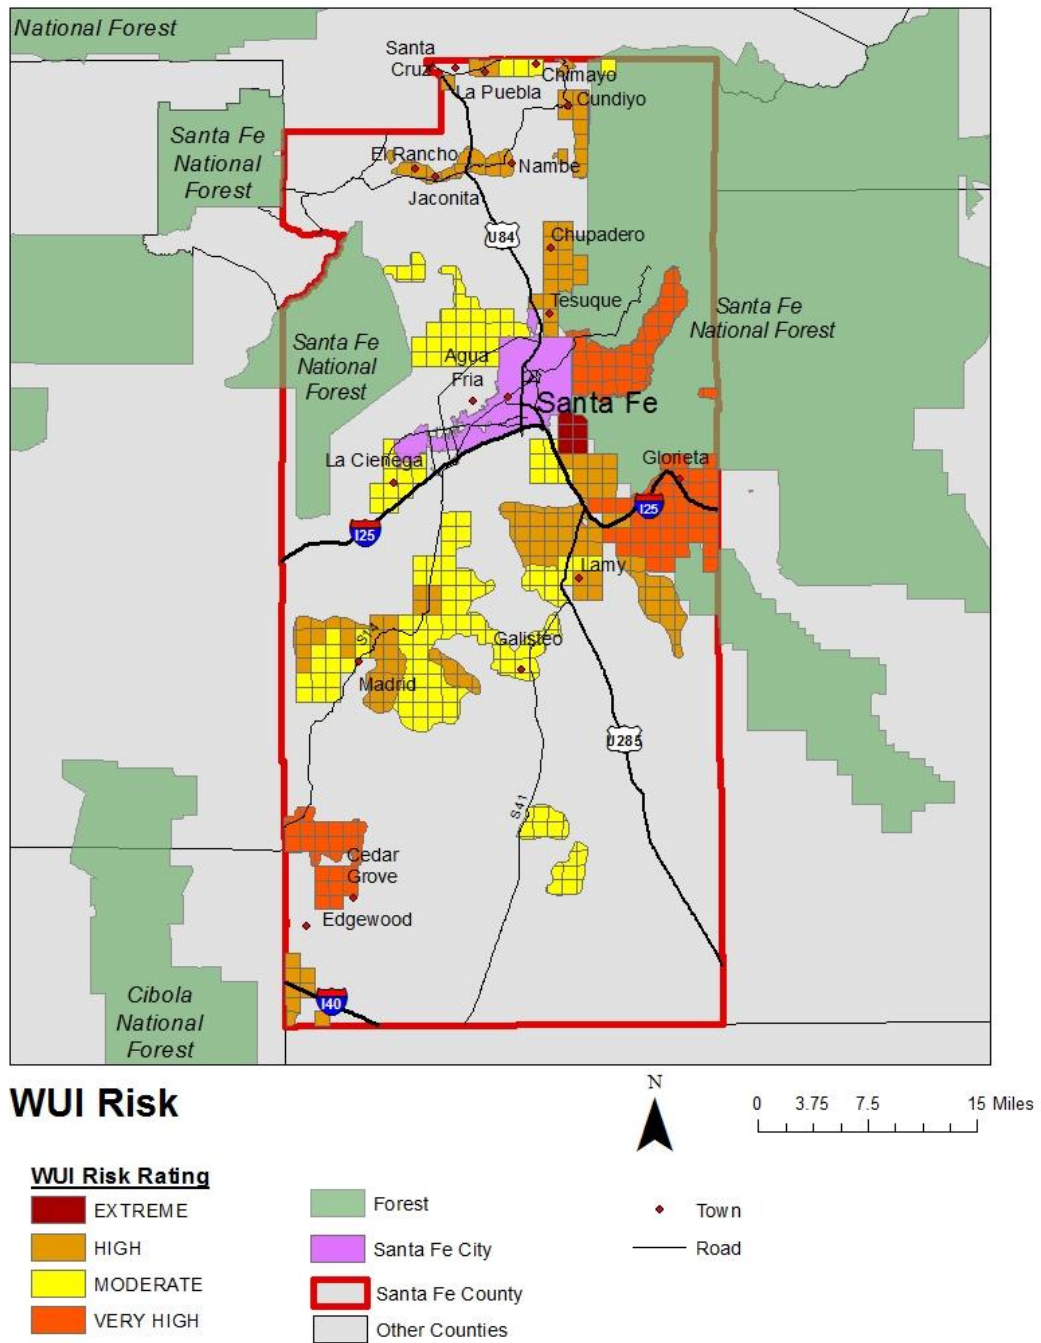 National Forest
Santa
Cruz
Chimayo
La Puebla
Cundiyo
Santa Fe
National
Forest
El Rancho
Nambe
Jaconita
U84
Chupadero
Tesuque
Santa Fe
National Forest
Santa Fe
National
Forest
Agua
Fria
Santa Fe
La Cienega
Glorieta
I25
I25
Lamy
S14
Galisteo
Madrid
U285
S41
Cedar
Grove
Edgewood
Cibola
National
Forest
I40
WUI Risk
N
0 3.75 7.5 15 Miles
WUI Risk Rating
EXTREME
HIGH
MODERATE
VERY HIGH
Forest
Santa Fe City
Santa Fe County
Other Counties
Town
Road